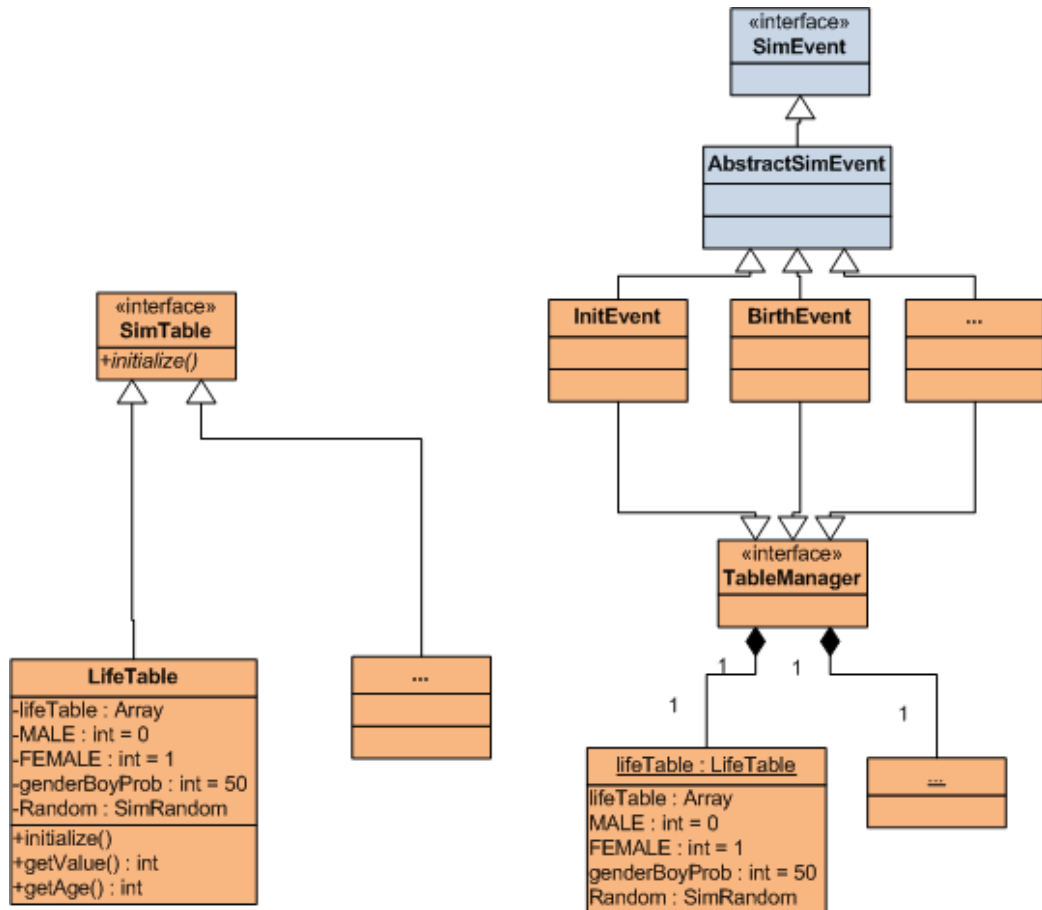 «interface»
SimEvent
AbstractSimEvent
InitEvent
BirthEvent
...
«interface»
SimTable
+initialize()
«interface»
TableManager
1
1
1
1
LifeTable
-lifeTable : Array
-MALE : int = 0
-FEMALE : int = 1
-genderBoyProb : int = 50
-Random : SimRandom
+initialize()
+getValue() : int
+getAge() : int
...
lifeTable : LifeTable
lifeTable : Array
MALE : int = 0
FEMALE : int = 1
genderBoyProb : int = 50
Random : SimRandom
...